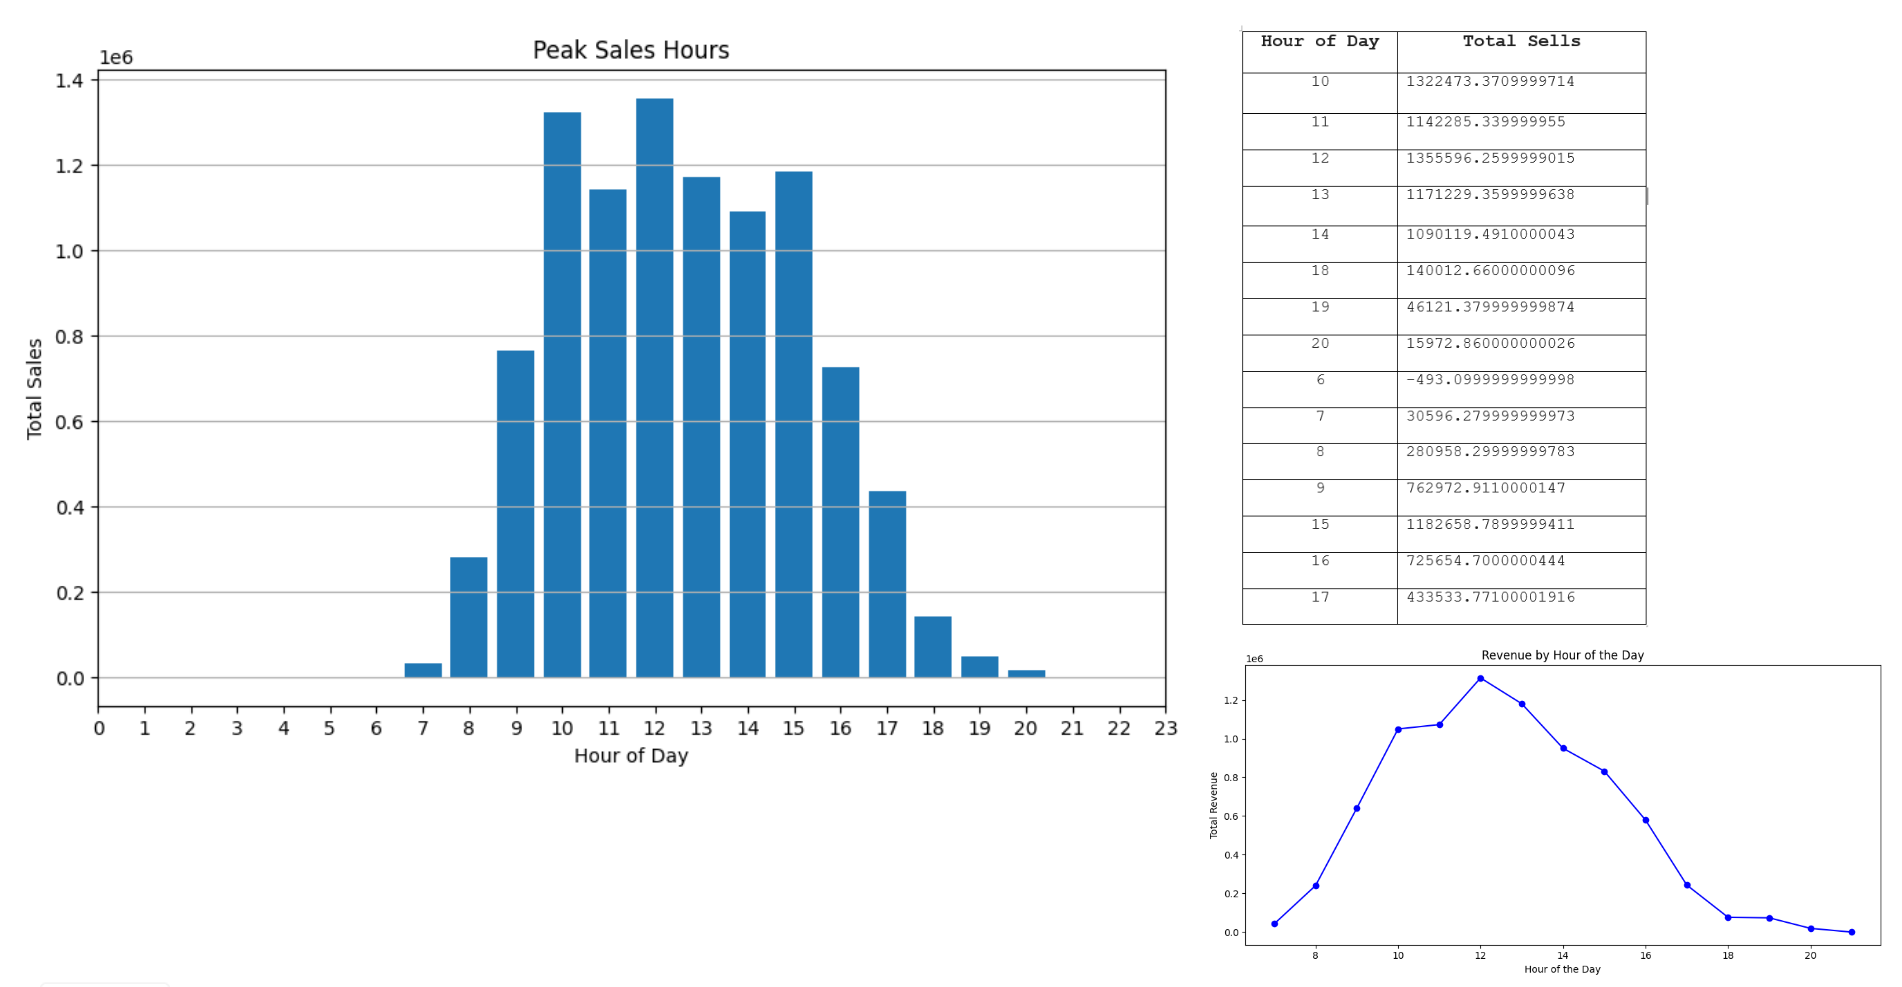 Peak Sales Hours
1e6
1.4
1.2
1.0
0.8
0.6
0.4
0.2
0.0
Total Sales
0 1 2 3 4 5 6 7 8 9 10 11 12 13 14 15 16 17 18 19 20 21 22 23
Hour of Day
Hour of Day Total Sells
10 1322473.3709999714
11 1142285.339999955
12 1355596.2599999015
13 1171229.3599999638
14 1090119.4910000043
18 140012.66000000096
19 46121.379999999874
20 15972.860000000026
6 -493.0999999999998
7 30596.279999999973
8 280958.29999999783
9 762972.9110000147
15 1182658.7899999411
16 725654.7000000444
17 433533.77100001916
Revenue by Hour of the Day
1e6
1.2
1.0
0.8
0.6
0.4
0.2
0.0
Total Revenue
8 10 12 14 16 18 20
Hour of the Day